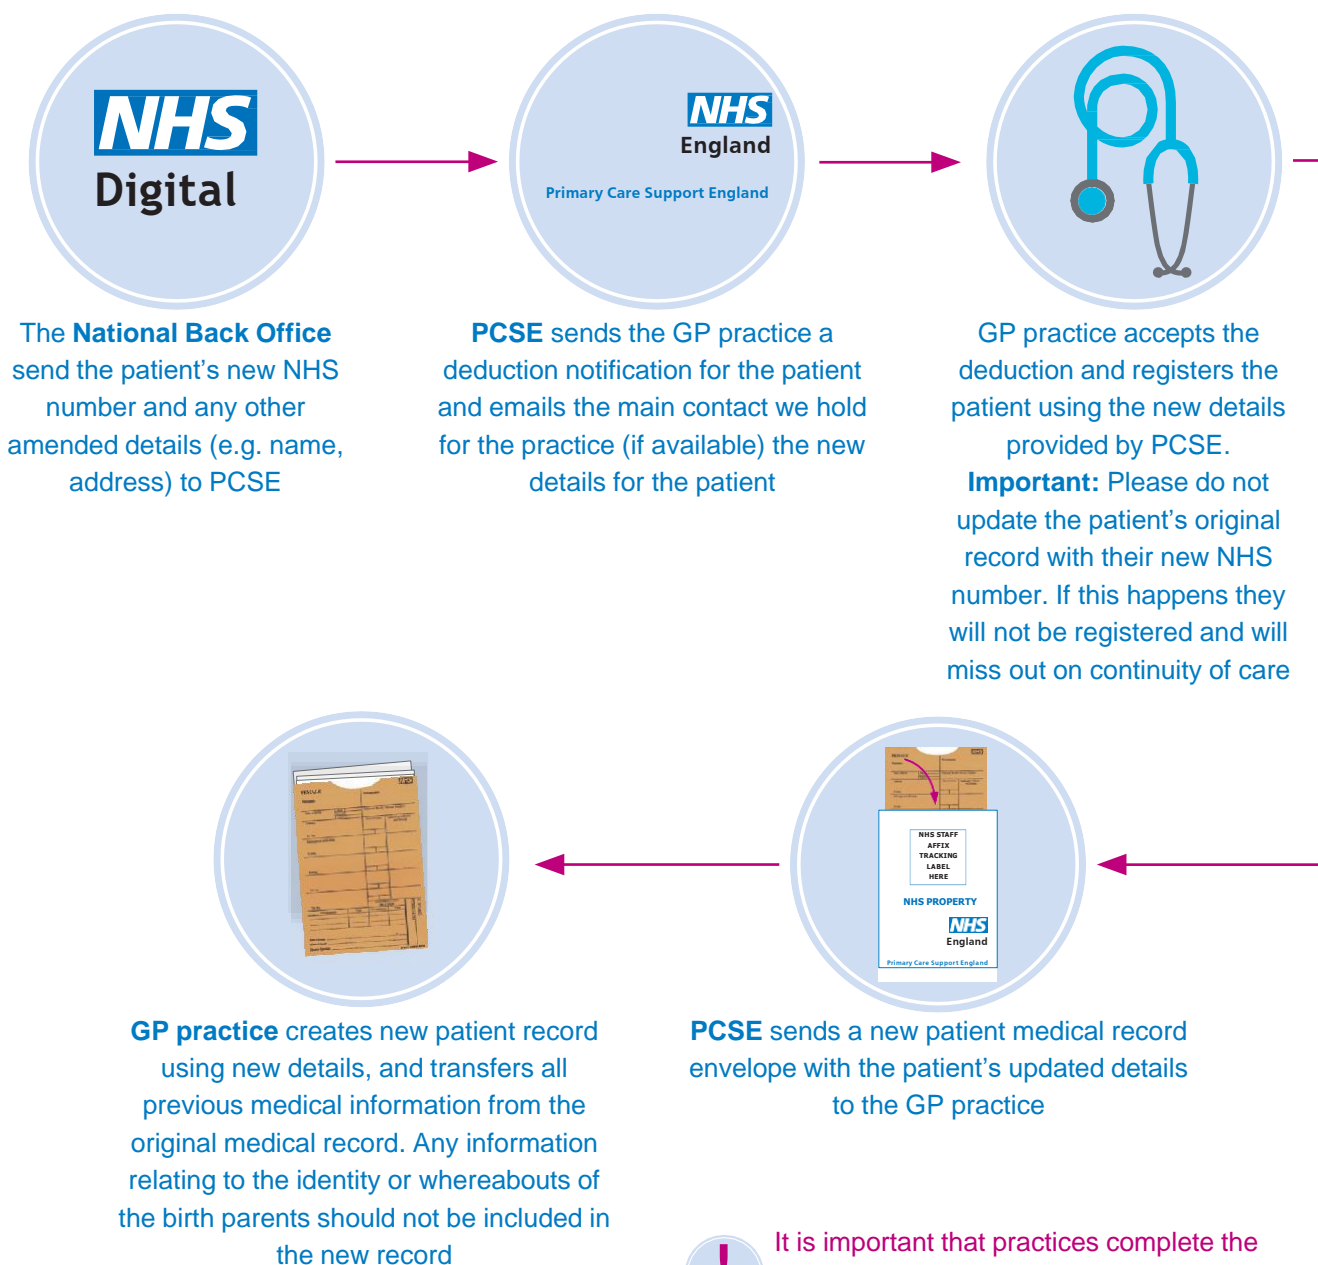 NHS
Digital
NHS
England
Primary Care Support England
The National Back Office
send the patient's new NHS
number and any other
amended details (e.g. name,
address) to PCSE
PCSE sends the GP practice a
deduction notification for the patient
and emails the main contact we hold
for the practice (if available) the new
details for the patient
GP practice accepts the
deduction and registers the
patient using the new details
provided by PCSE.
Important: Please do not
update the patient's original
record with their new NHS
number. If this happens they
will not be registered and will
miss out on continuity of care
NHS
NHS STAFF
AFFIX
TRACKING
LABEL
HERE
NHS PROPERTY
NHS
England
Primary Care Support England
GP practice creates new patient record
using new details, and transfers all
previous medical information from the
original medical record. Any information
relating to the identity or whereabouts of
the birth parents should not be included in
the new record
PCSE sends a new patient medical record
envelope with the patient's updated details
to the GP practice
!
It is important that practices complete the